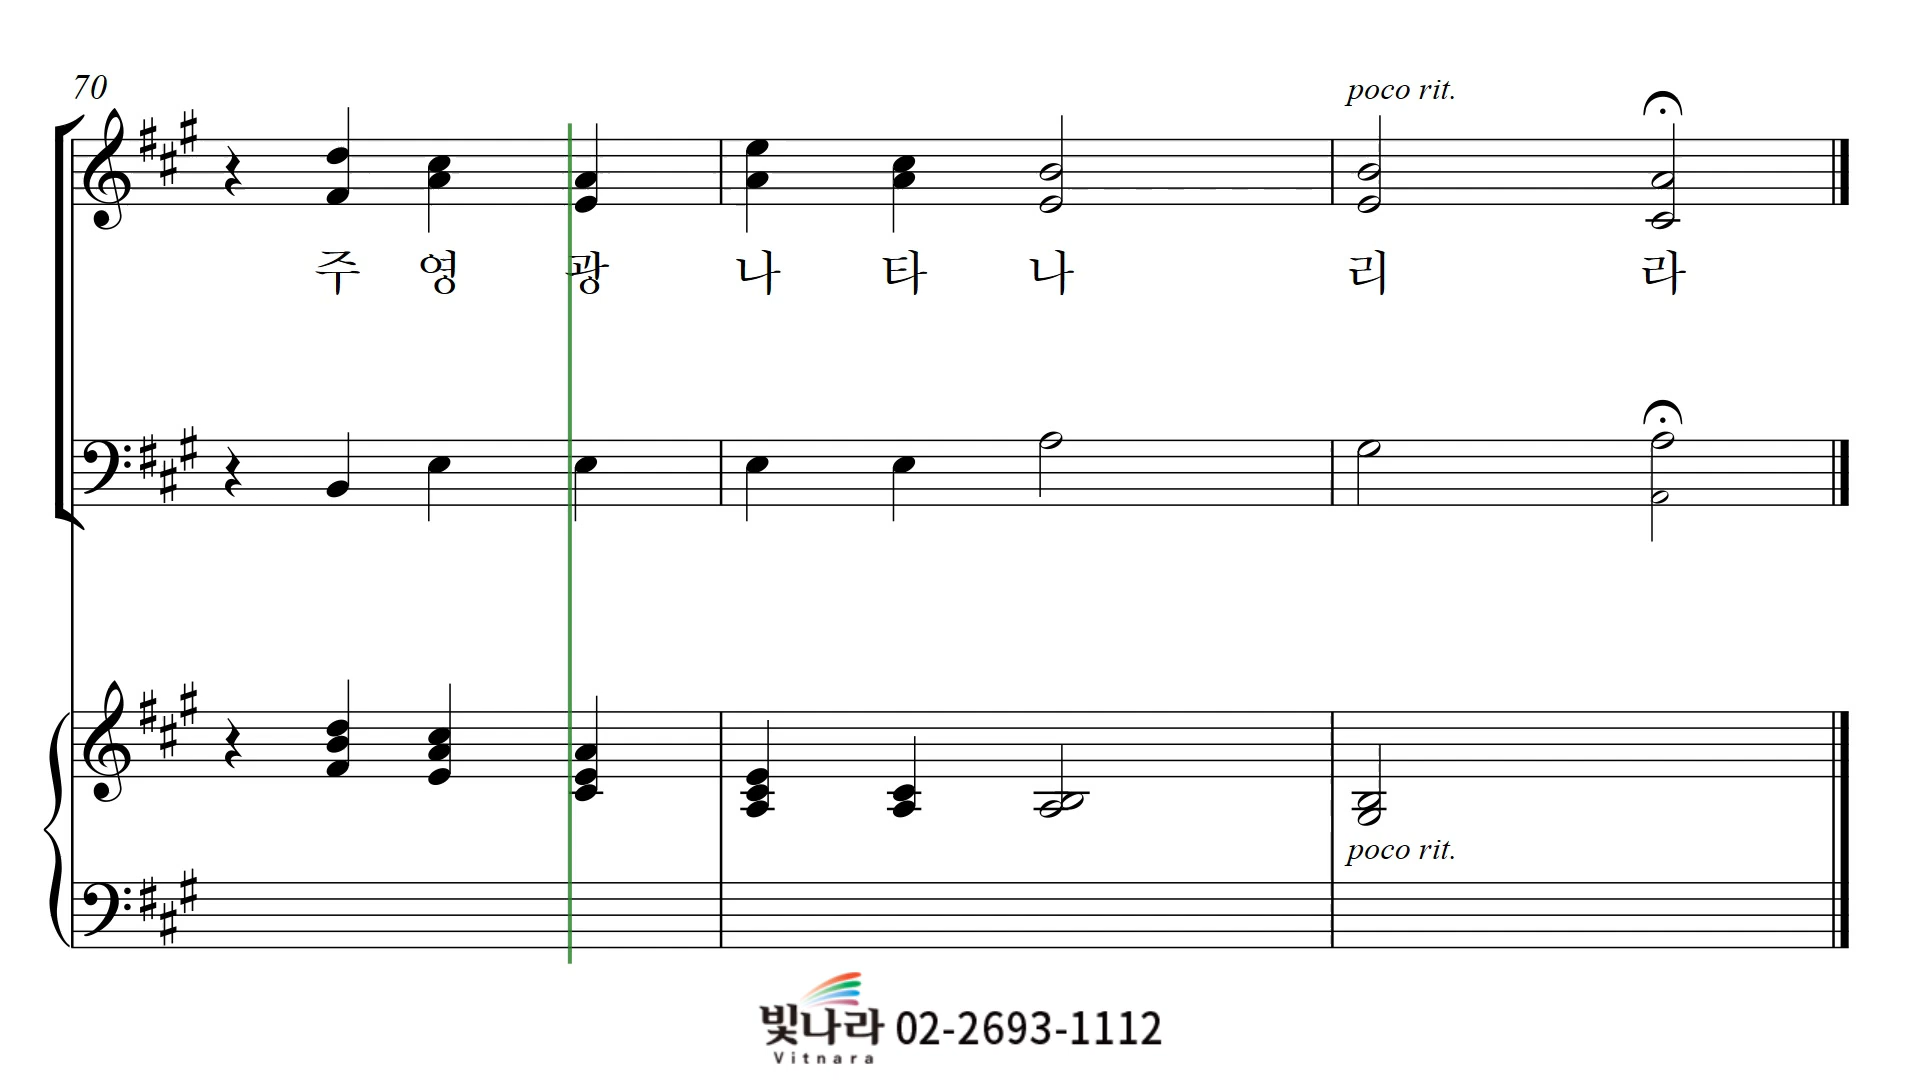 70
poco rit.
주 영 광 나 타 나 리 라
poco rit.
빛나라 02-2693-1112
Vitnara